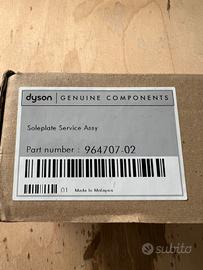 dyson GENUINE COMPONENTS
Soleplate Service Assy
Part number : 964707-02
01 Made In Malaysia
subito